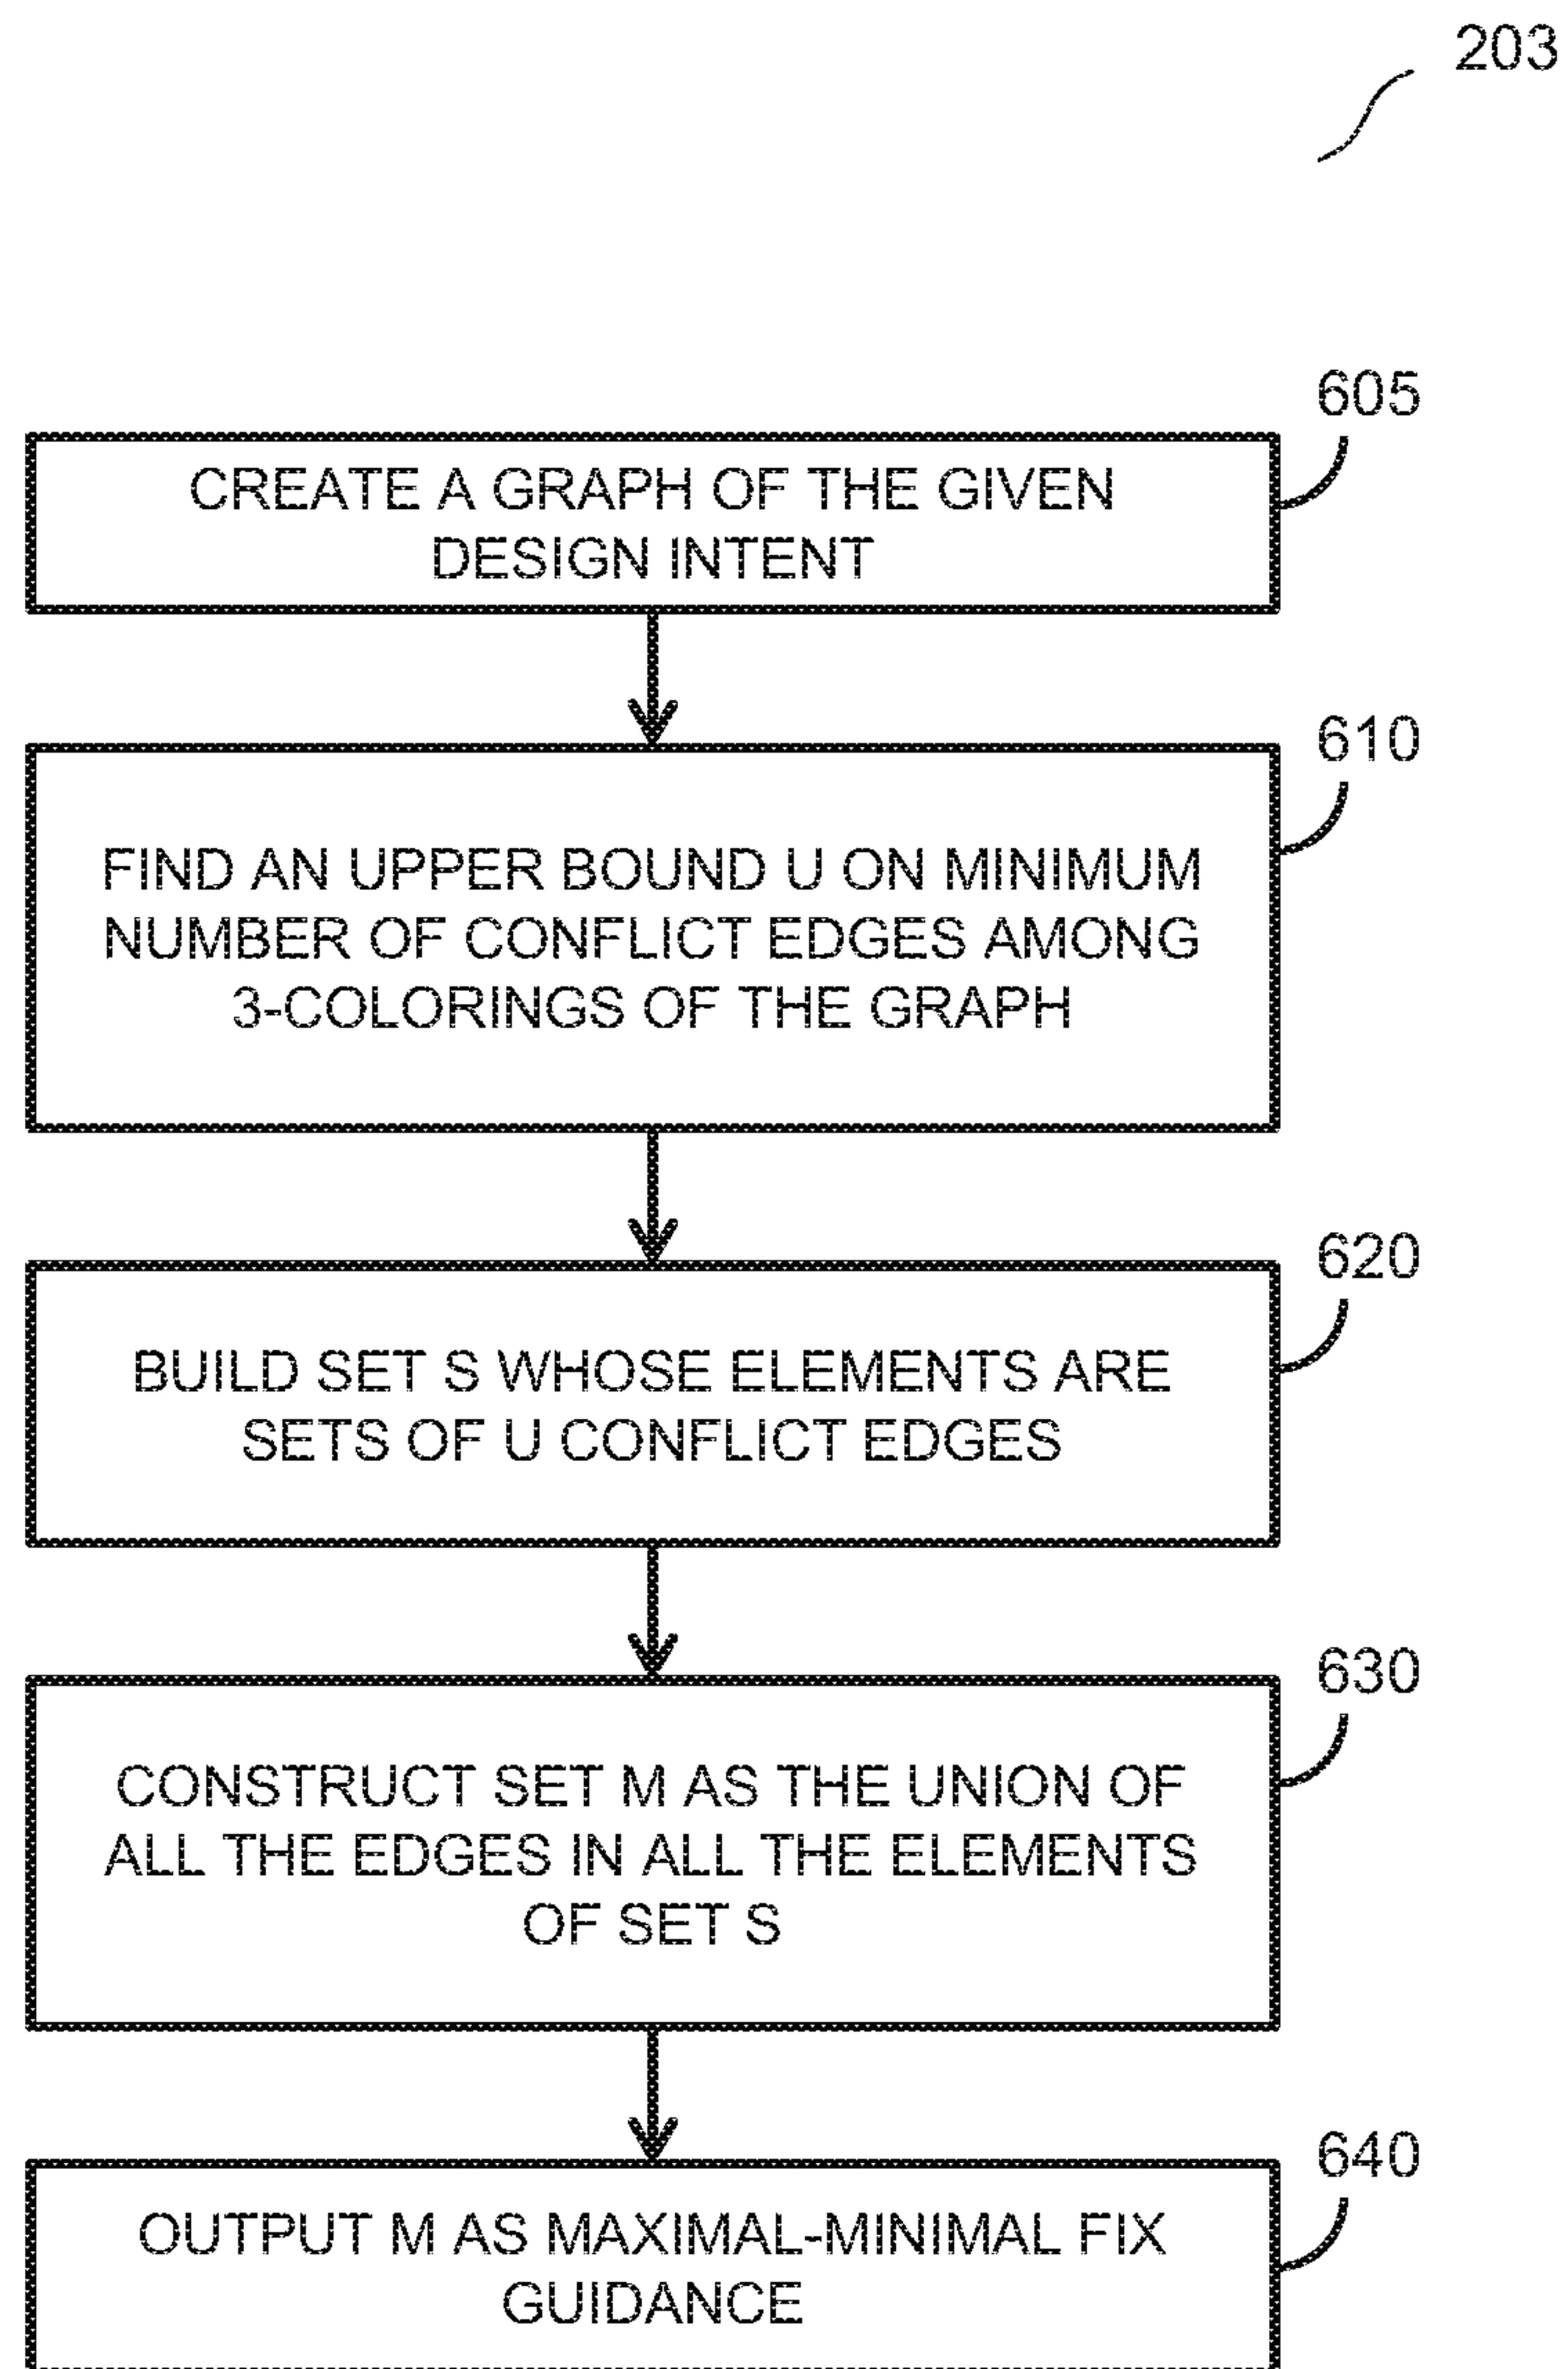 203
605
CREATE A GRAPH OF THE GIVEN
DESIGN INTENT
610
FIND AN UPPER BOUND U ON MINIMUM
NUMBER OF CONFLICT EDGES AMONG
3-COLORINGS OF THE GRAPH
620
BUILD SET S WHOSE ELEMENTS ARE
SETS OF U CONFLICT EDGES
630
CONSTRUCT SET M AS THE UNION OF
ALL THE EDGES IN ALL THE ELEMENTS
OF SET S
640
OUTPUT M AS MAXIMAL-MINIMAL FIX
GUIDANCE